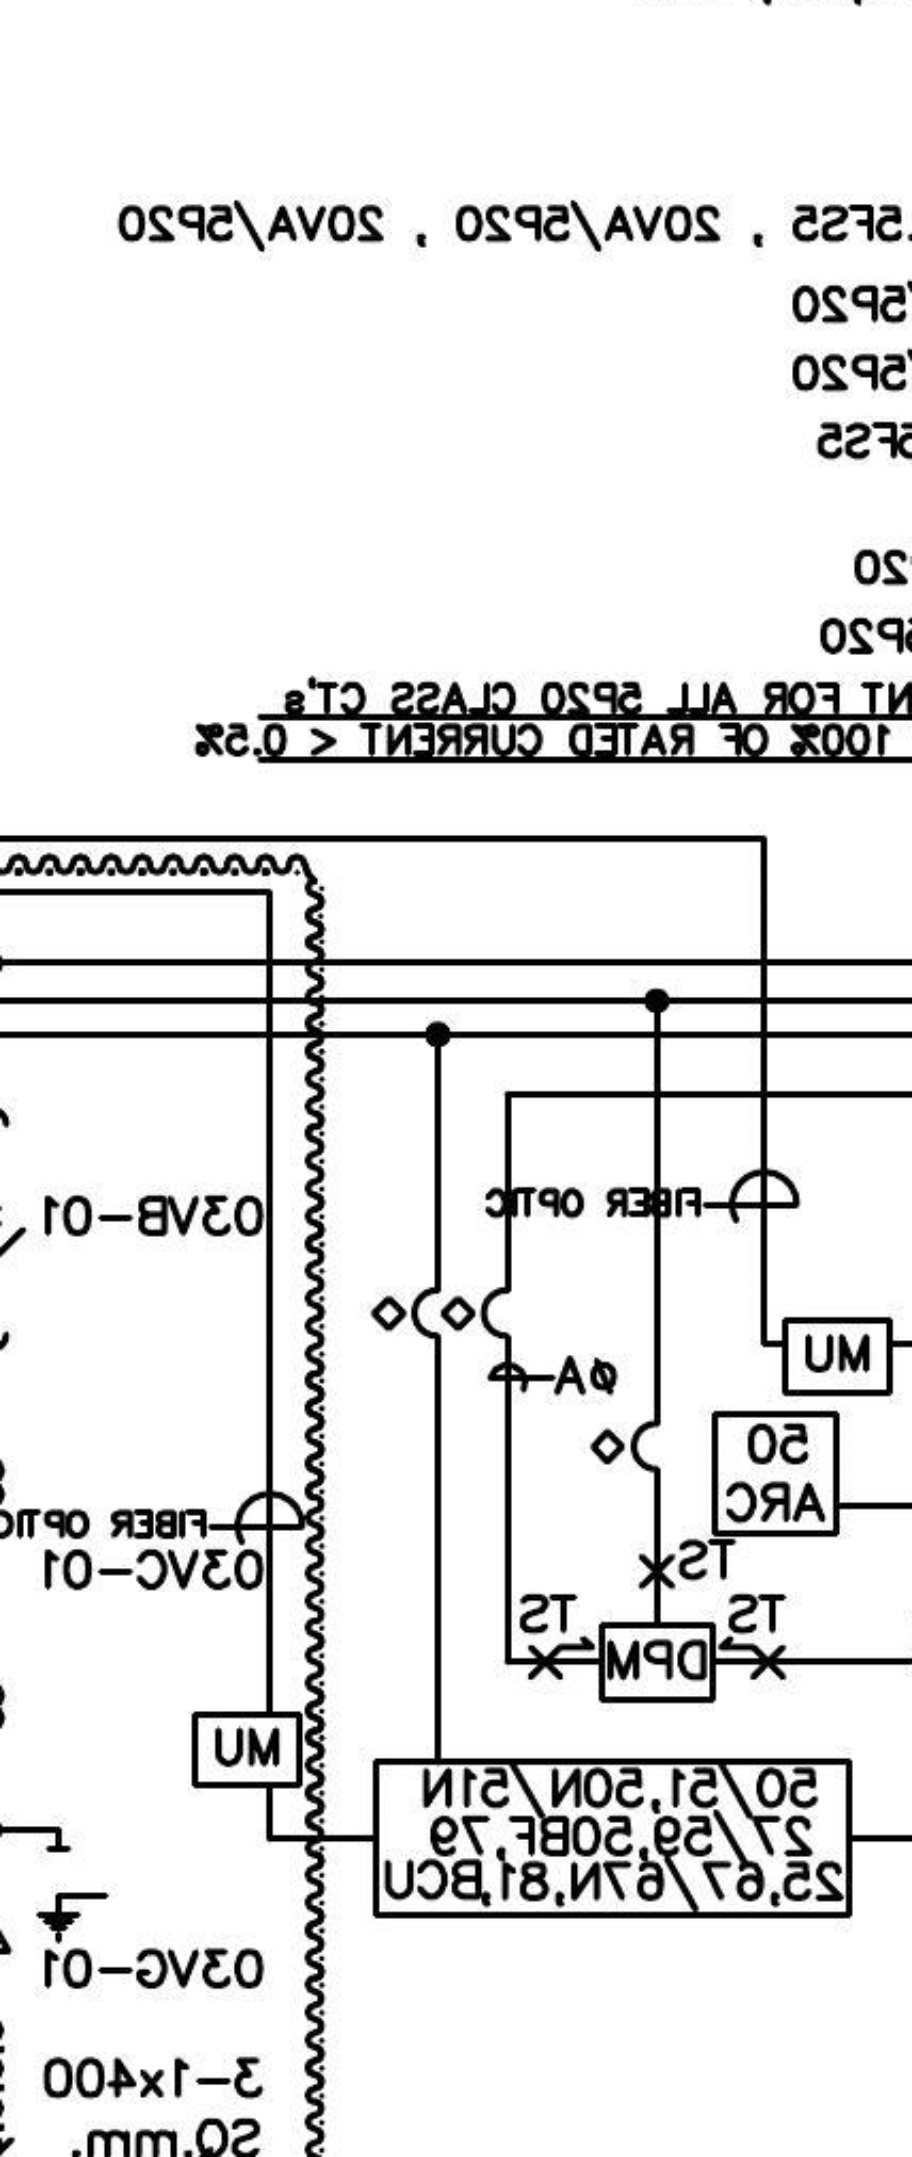 .5FS5 , 20VA/5P20 , 20VA/5P20
/5P20
/5P20
5FS5
P20
5P20
NT FOR ALL 5P20 CLASS CT's
100% OF RATED CURRENT < 0.5%
03VB-01
FIBER OPTIC
MU
ØA
50
ARC
FIBER OPTIC
03VC-01
TS
TS
TS
DPM
MU
50/51,50N/51N
27/59,50BF,79
25,67/67N,81,BCU
03VG-01
3-1x400
SQ.mm.